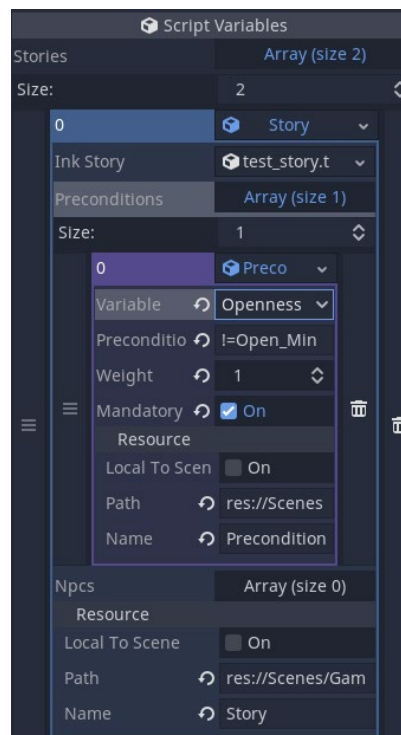 Script Variables
Stories Array (size 2)
Size: 2
0 Story
Ink Story test_story.t
Preconditions Array (size 1)
Size: 1
0 Preco
Variable Openness
Preconditio !=Open_Min
Weight 1
Mandatory On
Resource
Local To Scen On
Path res://Scenes
Name Precondition
Npcs Array (size 0)
Resource
Local To Scene On
Path res://Scenes/Gam
Name Story